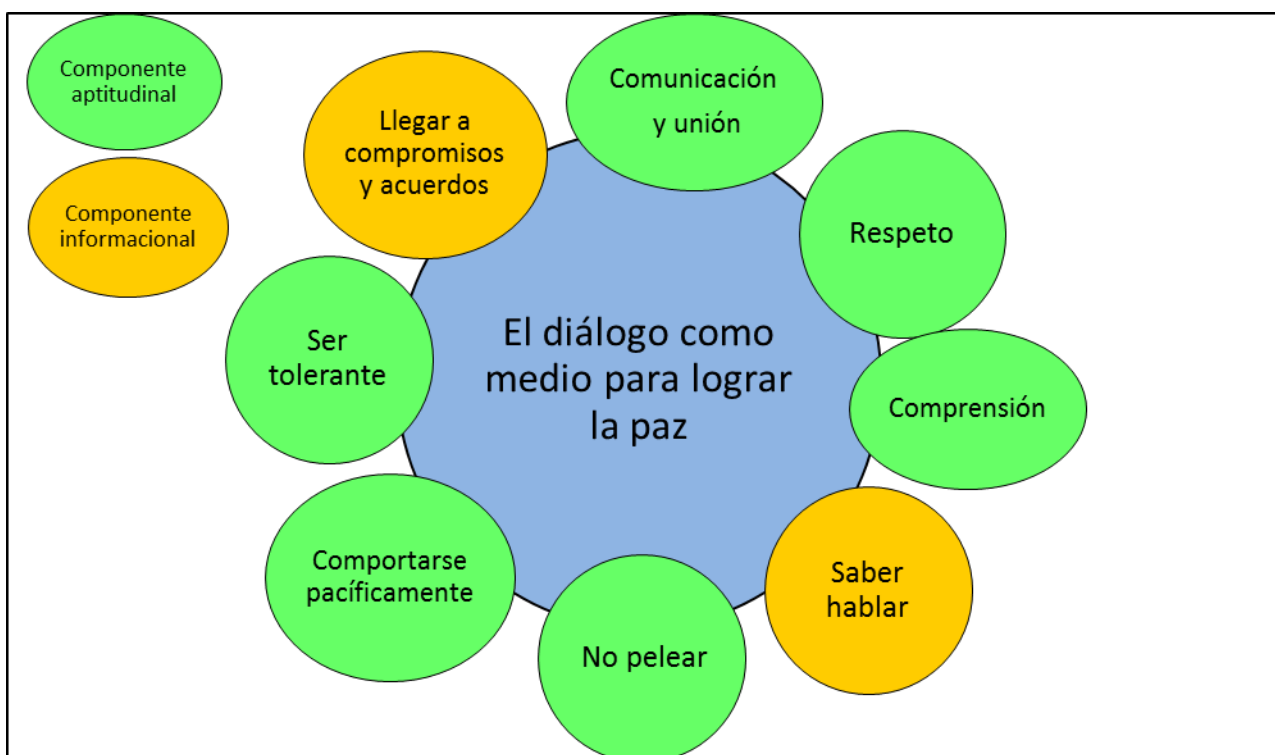 Componente
aptitudinal
Componente
informacional
Llegar a
compromisos
y acuerdos
Comunicación
y unión
Respeto
Comprensión
Saber
hablar
No pelear
Comportarse
pacíficamente
Ser
tolerante
El diálogo como
medio para lograr
la paz